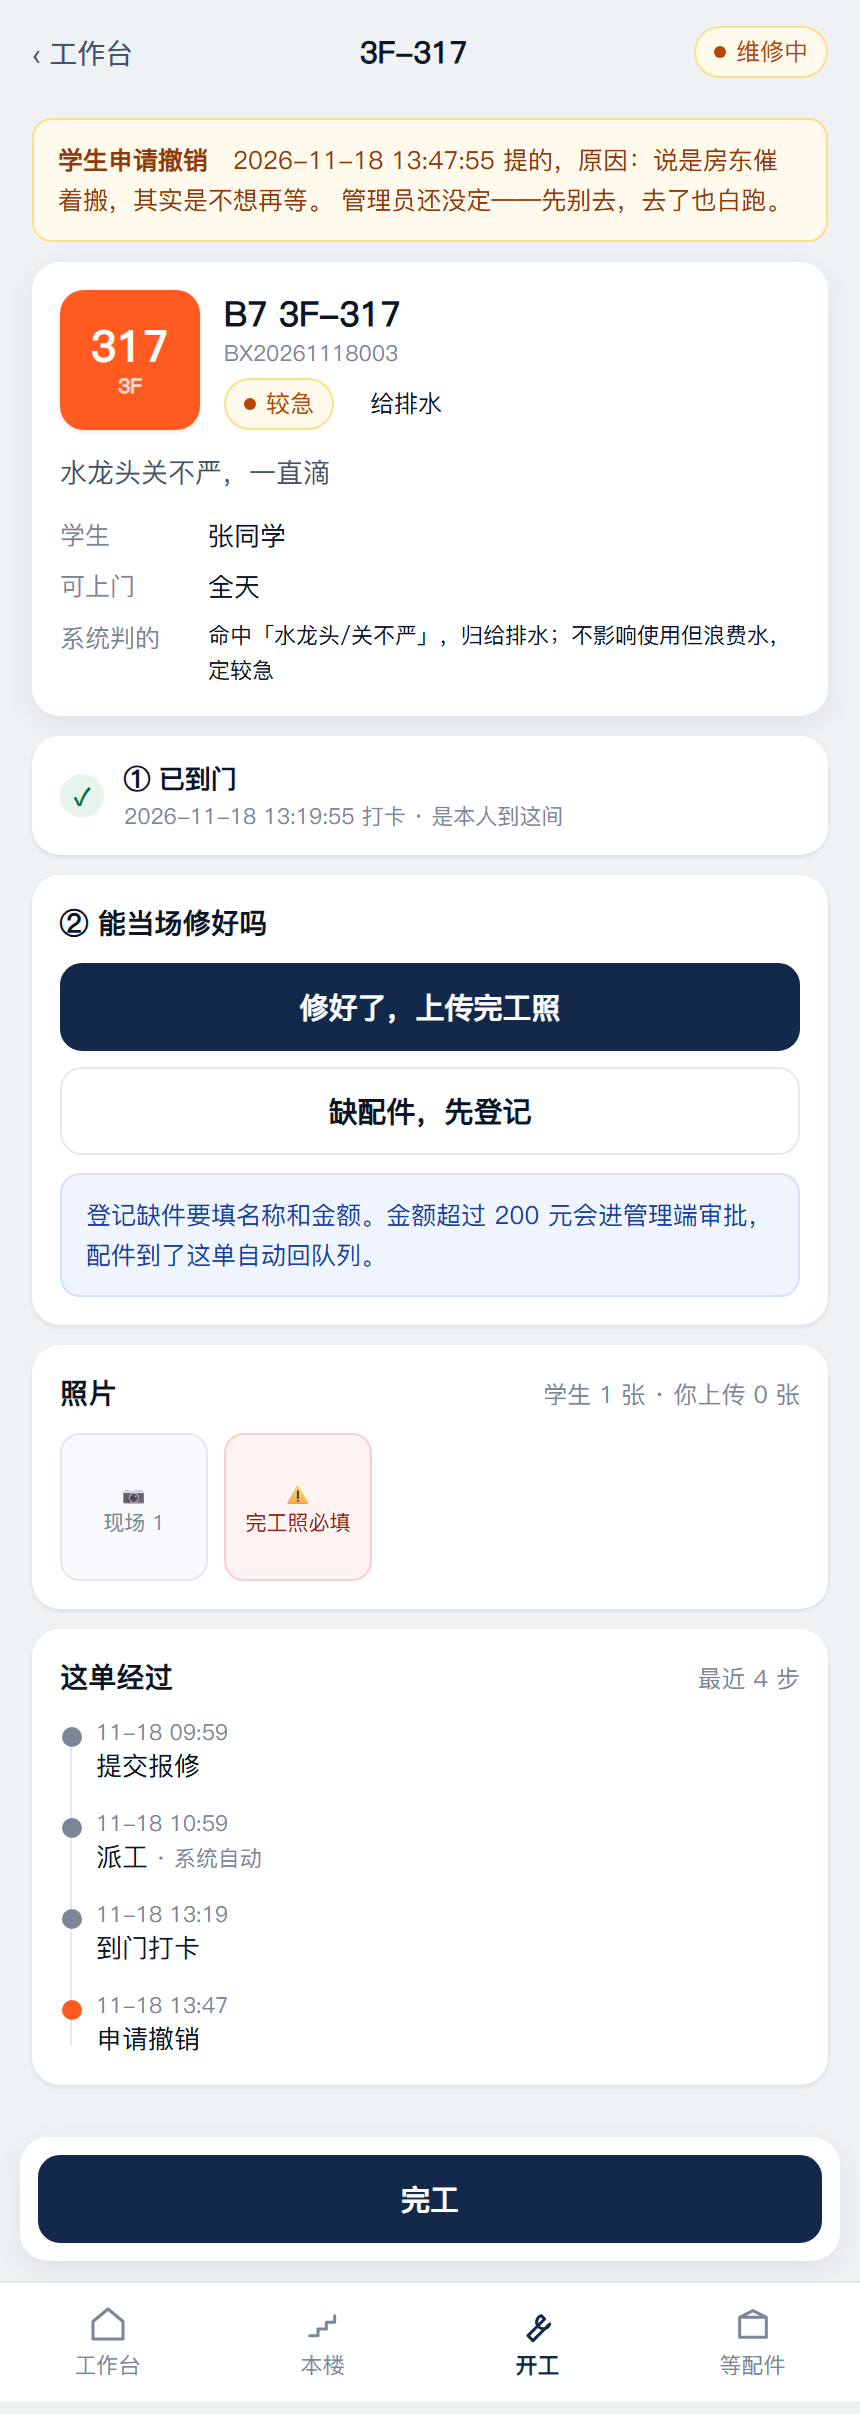 ‹ 工作台
3F-317
维修中
学生申请撤销 2026-11-18 13:47:55 提的，原因：说是房东催
着搬，其实是不想再等。 管理员还没定——先别去，去了也白跑。
317
3F
B7 3F-317
BX20261118003
较急
给排水
水龙头关不严，一直滴
学生 张同学
可上门 全天
系统判的 命中「水龙头/关不严」，归给排水；不影响使用但浪费水，
定较急
① 已到门
2026-11-18 13:19:55 打卡 · 是本人到这间
② 能当场修好吗
修好了，上传完工照
缺配件，先登记
登记缺件要填名称和金额。金额超过 200 元会进管理端审批，
配件到了这单自动回队列。
照片
学生 1 张 · 你上传 0 张
现场 1
完工照必填
这单经过
最近 4 步
11-18 09:59
提交报修
11-18 10:59
派工 · 系统自动
11-18 13:19
到门打卡
11-18 13:47
申请撤销
完工
工作台
本楼
开工
等配件